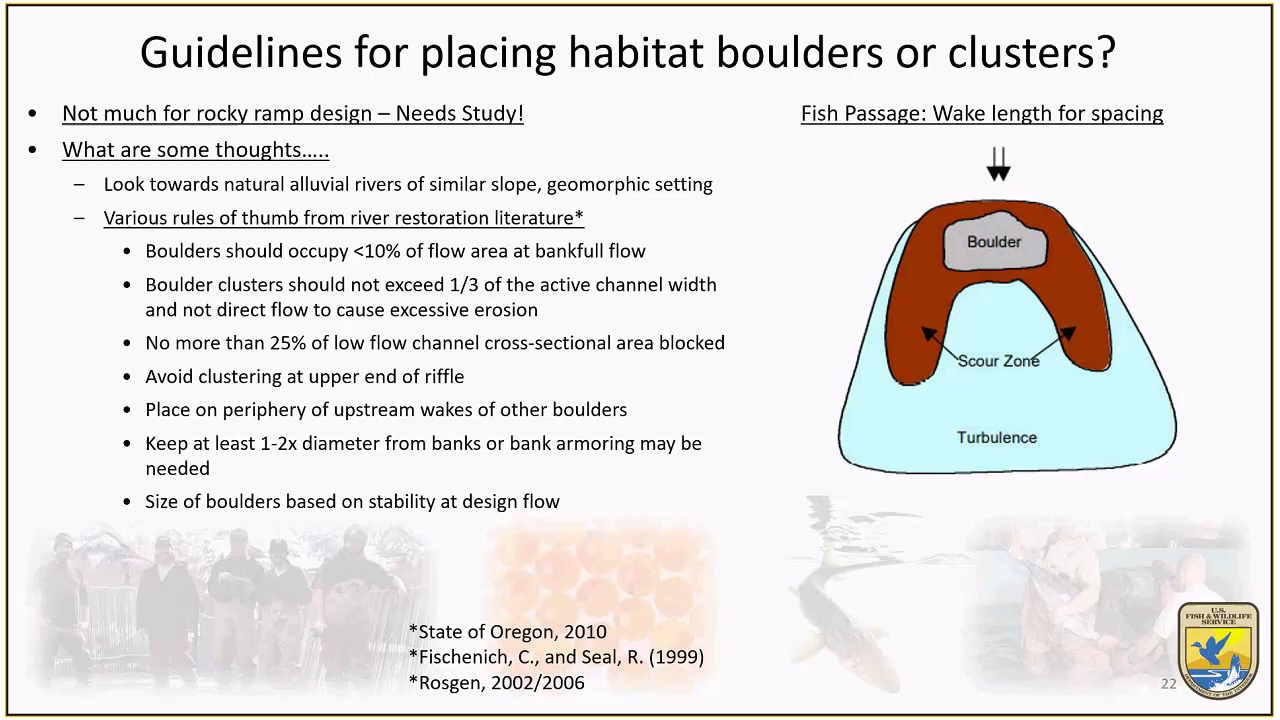 Guidelines for placing habitat boulders or clusters?
• Not much for rocky ramp design – Needs Study!
• What are some thoughts…..
– Look towards natural alluvial rivers of similar slope, geomorphic setting
– Various rules of thumb from river restoration literature*
• Boulders should occupy <10% of flow area at bankfull flow
• Boulder clusters should not exceed 1/3 of the active channel width
and not direct flow to cause excessive erosion
• No more than 25% of low flow channel cross-sectional area blocked
• Avoid clustering at upper end of riffle
• Place on periphery of upstream wakes of other boulders
• Keep at least 1-2x diameter from banks or bank armoring may be
needed
• Size of boulders based on stability at design flow
Fish Passage: Wake length for spacing
Boulder
Scour Zone
Turbulence
*State of Oregon, 2010
*Fischenich, C., and Seal, R. (1999)
*Rosgen, 2002/2006
22
U.S.
FISH & WILDLIFE
SERVICE
DEPARTMENT OF THE INTERIOR